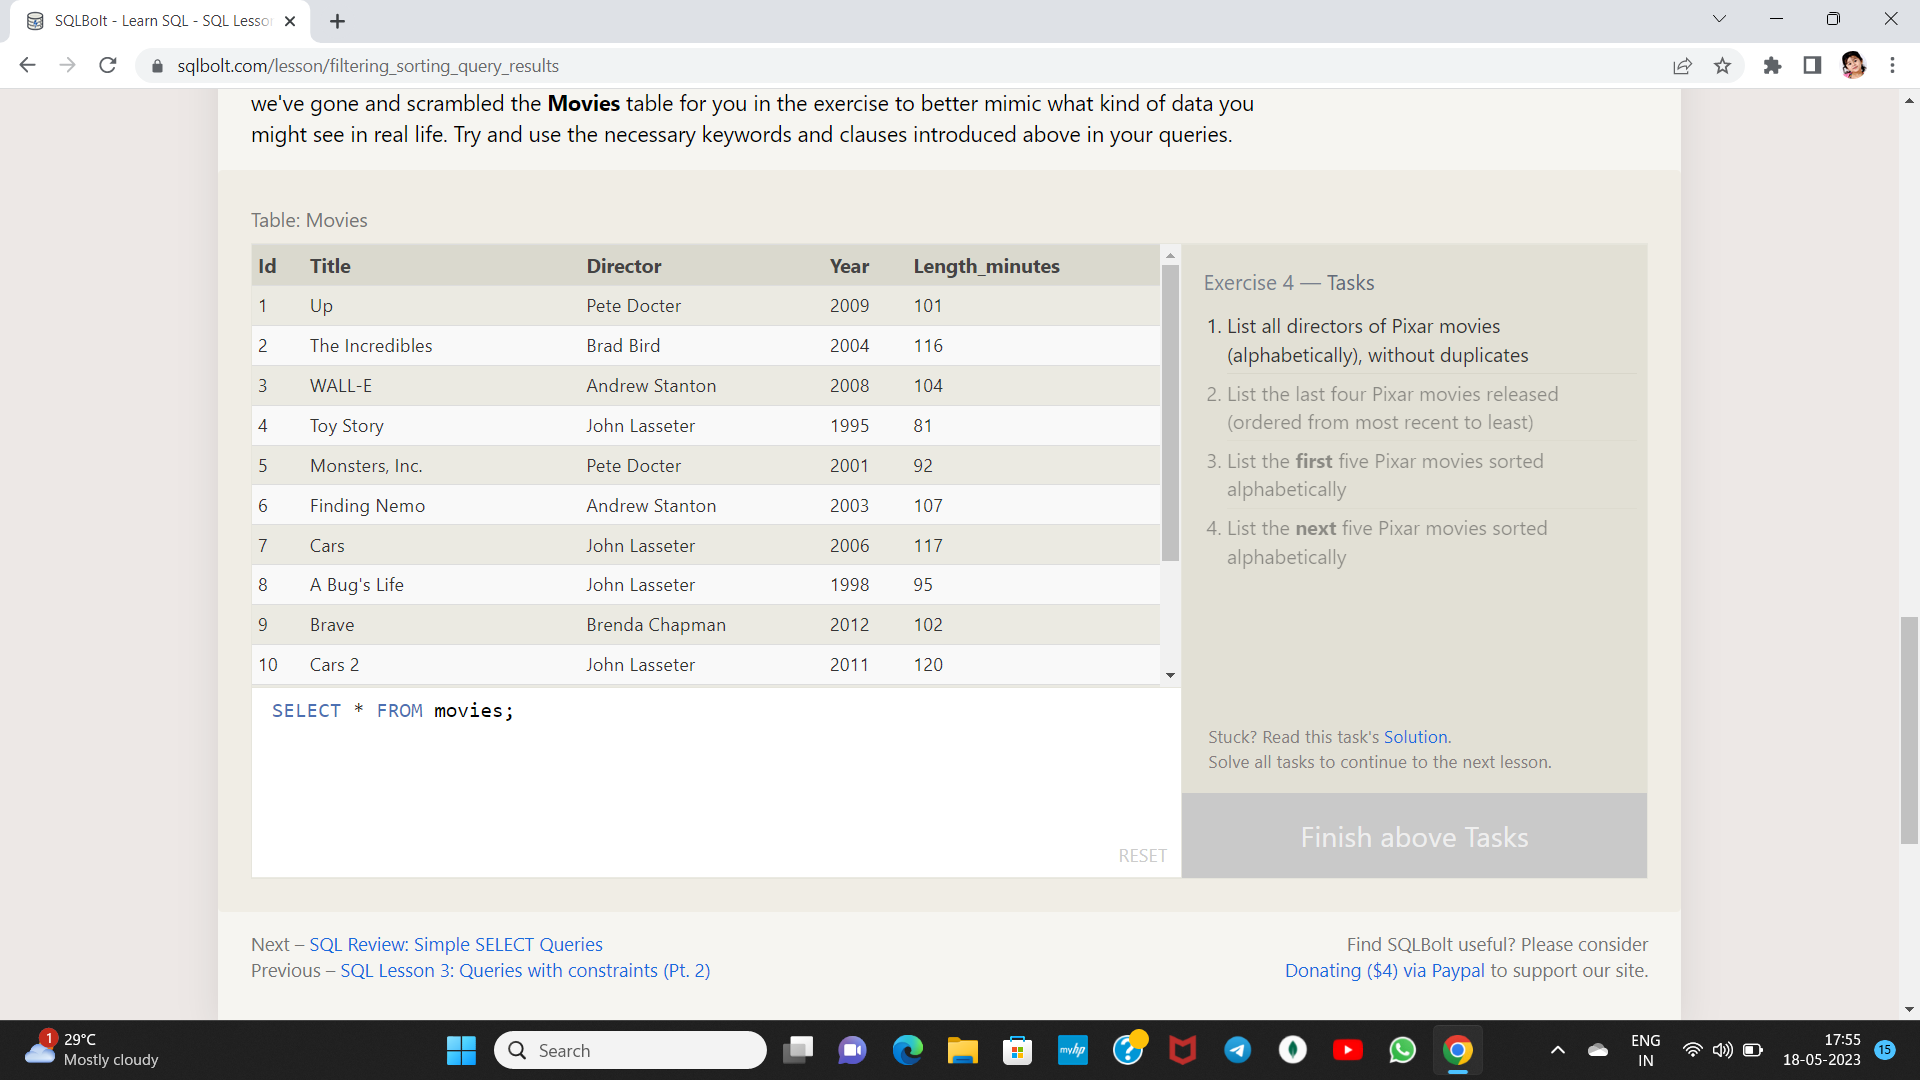 SQLBolt - Learn SQL - SQL Lesso
sqlbolt.com/lesson/filtering_sorting_query_results
we've gone and scrambled the Movies table for you in the exercise to better mimic what kind of data you
might see in real life. Try and use the necessary keywords and clauses introduced above in your queries.
Table: Movies
Id Title Director Year Length_minutes
1 Up Pete Docter 2009 101
2 The Incredibles Brad Bird 2004 116
3 WALL-E Andrew Stanton 2008 104
4 Toy Story John Lasseter 1995 81
5 Monsters, Inc. Pete Docter 2001 92
6 Finding Nemo Andrew Stanton 2003 107
7 Cars John Lasseter 2006 117
8 A Bug's Life John Lasseter 1998 95
9 Brave Brenda Chapman 2012 102
10 Cars 2 John Lasseter 2011 120
SELECT * FROM movies;
RESET
Exercise 4 — Tasks
1. List all directors of Pixar movies
(alphabetically), without duplicates
2. List the last four Pixar movies released
(ordered from most recent to least)
3. List the first five Pixar movies sorted
alphabetically
4. List the next five Pixar movies sorted
alphabetically
Stuck? Read this task's Solution.
Solve all tasks to continue to the next lesson.
Finish above Tasks
Next – SQL Review: Simple SELECT Queries
Previous – SQL Lesson 3: Queries with constraints (Pt. 2)
Find SQLBolt useful? Please consider
Donating ($4) via Paypal to support our site.
1
29°C
Mostly cloudy
Search
myhp
ENG
IN
17:55
18-05-2023
15